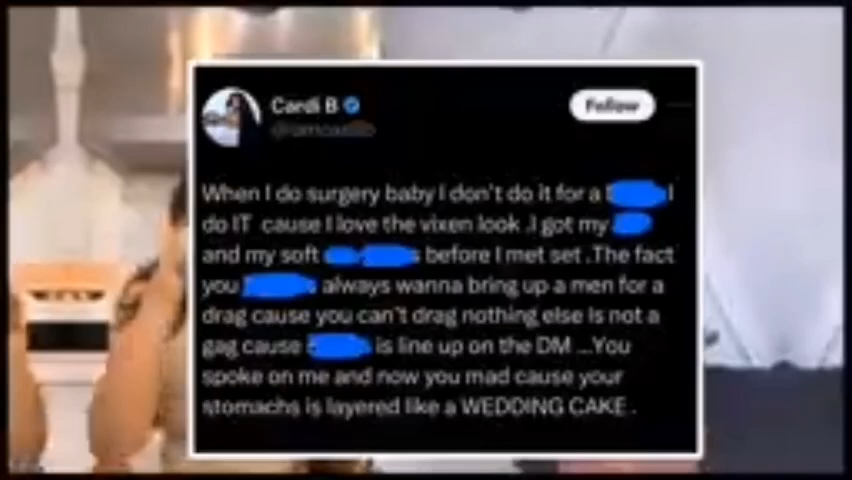 Cardi B
Follow
When I do surgery baby I don't do it for a I
do IT cause I love the vixen look .I got my
and my soft before I met set .The fact
you always wanna bring up a men for a
drag cause you can't drag nothing else Is not a
gag cause is line up on the DM ...You
spoke on me and now you mad cause your
stomachs is layered like a WEDDING CAKE .